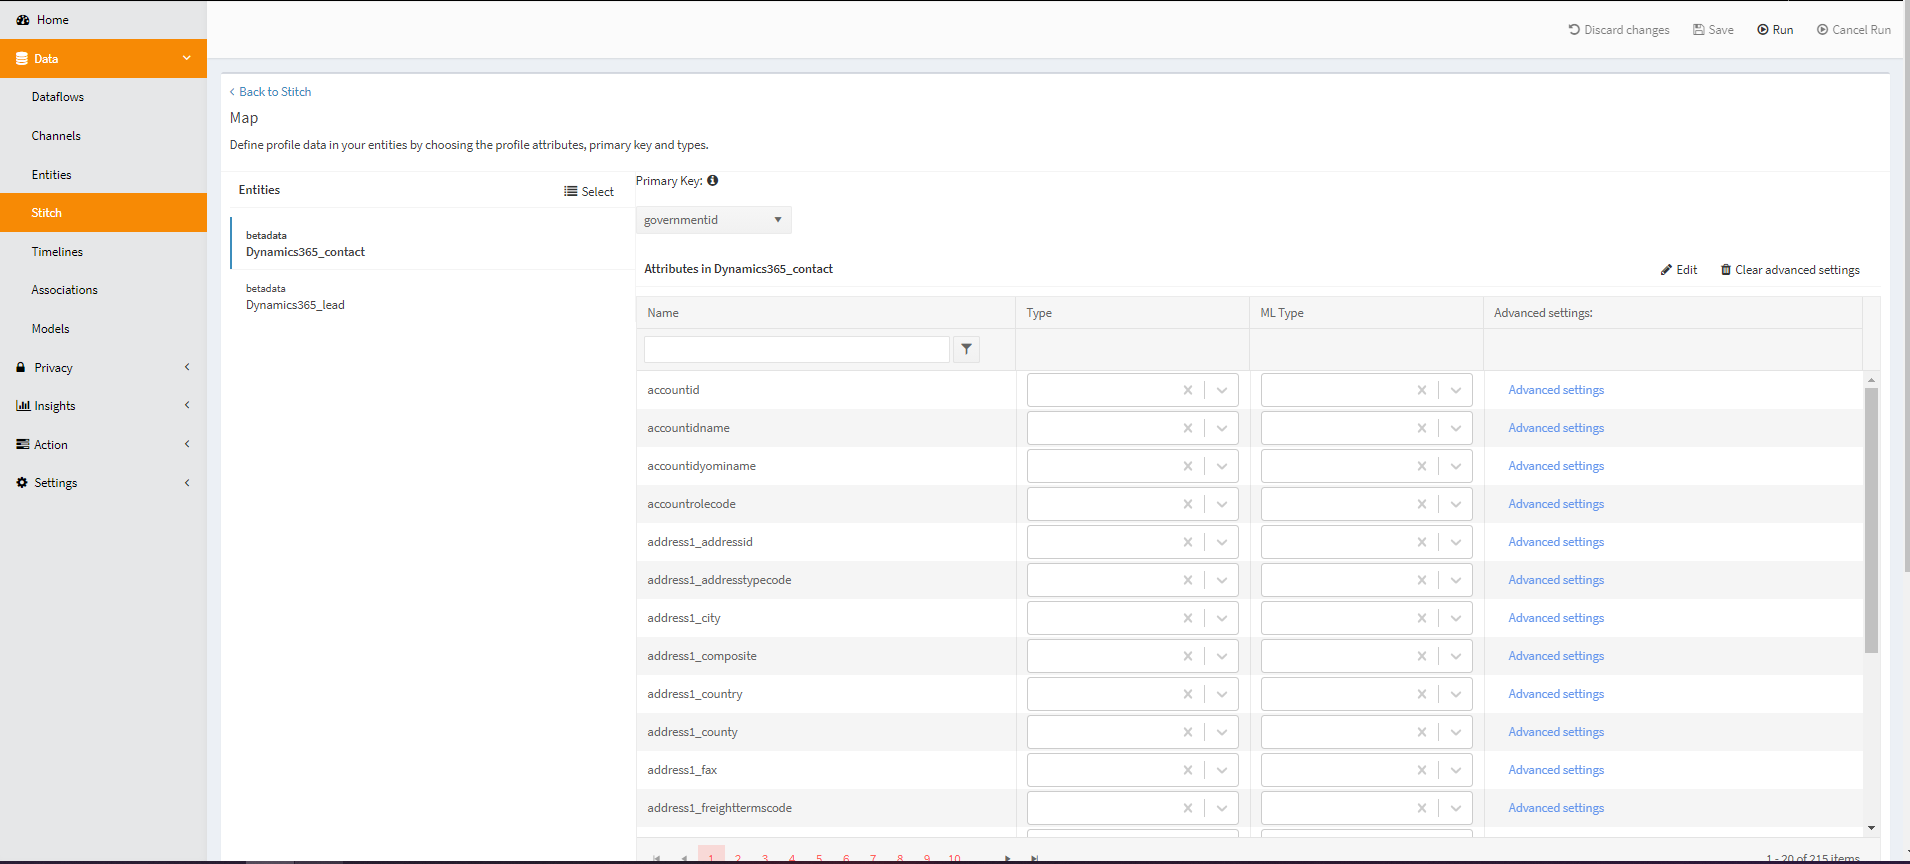 Home
Data
Dataflows
Channels
Entities
Stitch
Timelines
Associations
Models
Privacy
Insights
Action
Settings
Discard changes Save Run Cancel Run
Back to Stitch
Map
Define profile data in your entities by choosing the profile attributes, primary key and types.
Entities Select
betadata
Dynamics365_contact
betadata
Dynamics365_lead
Primary Key:
governmentid
Attributes in Dynamics365_contact Edit Clear advanced settings
Name Type ML Type Advanced settings:
accountid Advanced settings
accountidname Advanced settings
accountidyominame Advanced settings
accountrolecode Advanced settings
address1_addressid Advanced settings
address1_addresstypecode Advanced settings
address1_city Advanced settings
address1_composite Advanced settings
address1_country Advanced settings
address1_county Advanced settings
address1_fax Advanced settings
address1_freighttermscode Advanced settings
1 2 3 4 5 6 7 8 9 10 1 - 20 of 215 items